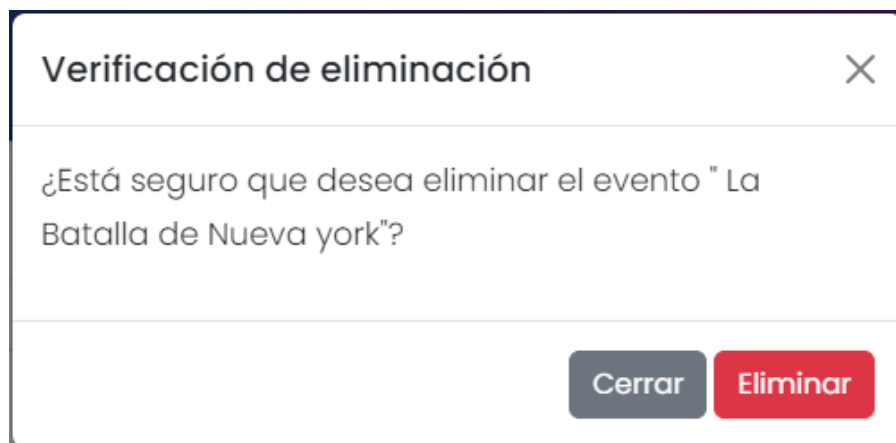 Verificación de eliminación
¿Está seguro que desea eliminar el evento " La
Batalla de Nueva york"?
Cerrar
Eliminar